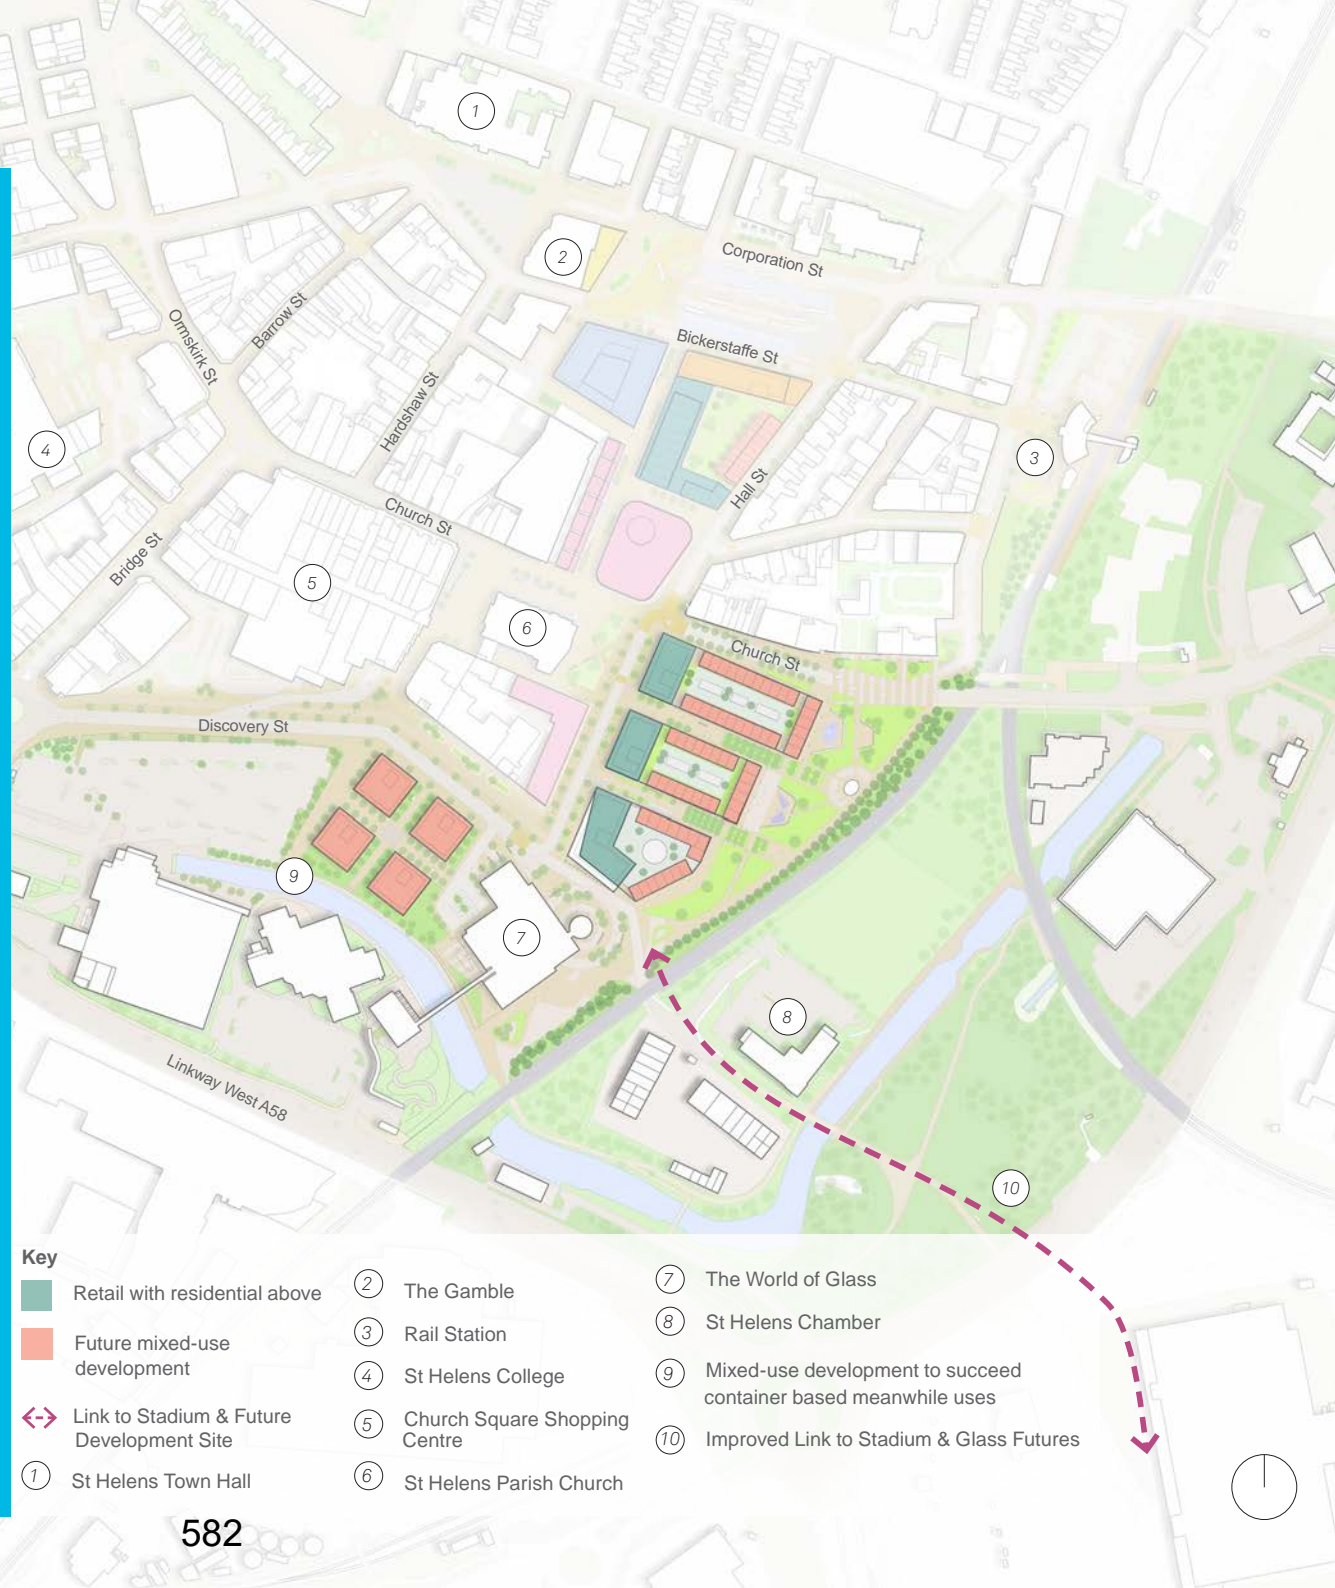 1
2
Corporation St
Bickerstaffe St
Ormskirk St
Barrow St
Hardshaw St
3
4
Hall St
Church St
Bridge St
5
6
Church St
Discovery St
9
7
8
Linkway West A58
10
Key
Retail with residential above
Future mixed-use
development
Link to Stadium & Future
Development Site
1 St Helens Town Hall
2 The Gamble
3 Rail Station
4 St Helens College
5 Church Square Shopping
Centre
6 St Helens Parish Church
7 The World of Glass
8 St Helens Chamber
9 Mixed-use development to succeed
container based meanwhile uses
10 Improved Link to Stadium & Glass Futures
582